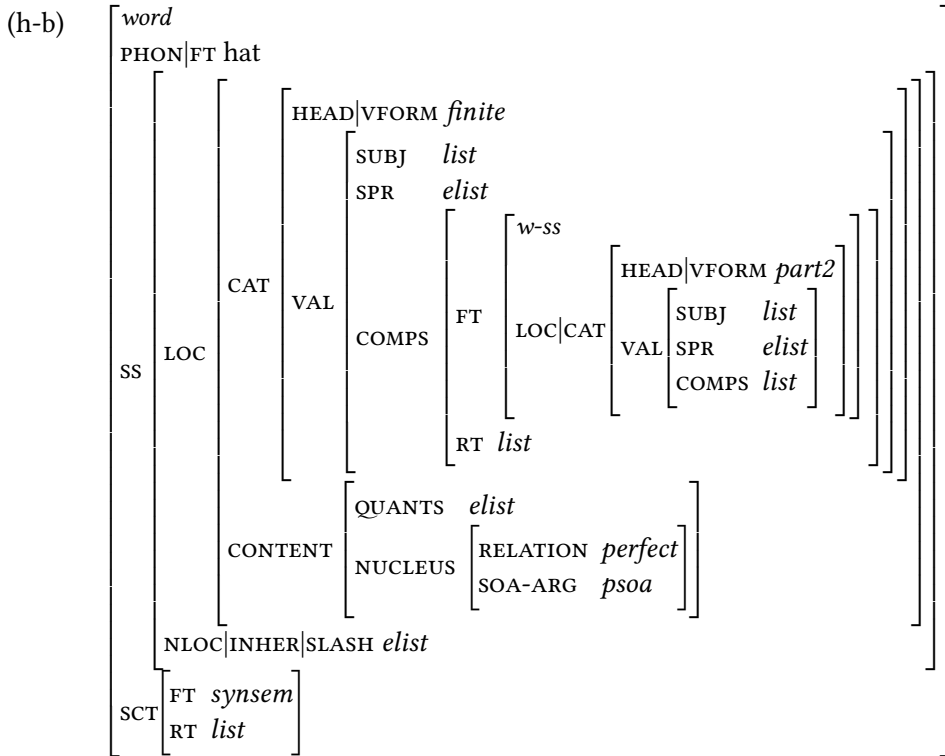 (h-b)
word
PHON|FT hat
HEAD|VFORM finite
SUBJ list
SPR elist
w-ss
HEAD|VFORM part2
CAT
FT
VAL
SUBJ list
COMPS
LOC|CAT
VAL SPR elist
LOC
COMPS list
SS
RT list
QUANTS elist
CONTENT
RELATION perfect
NUCLEUS
SOA-ARG psoa
NLOC|INHER|SLASH elist
FT synsem
SCT
RT list